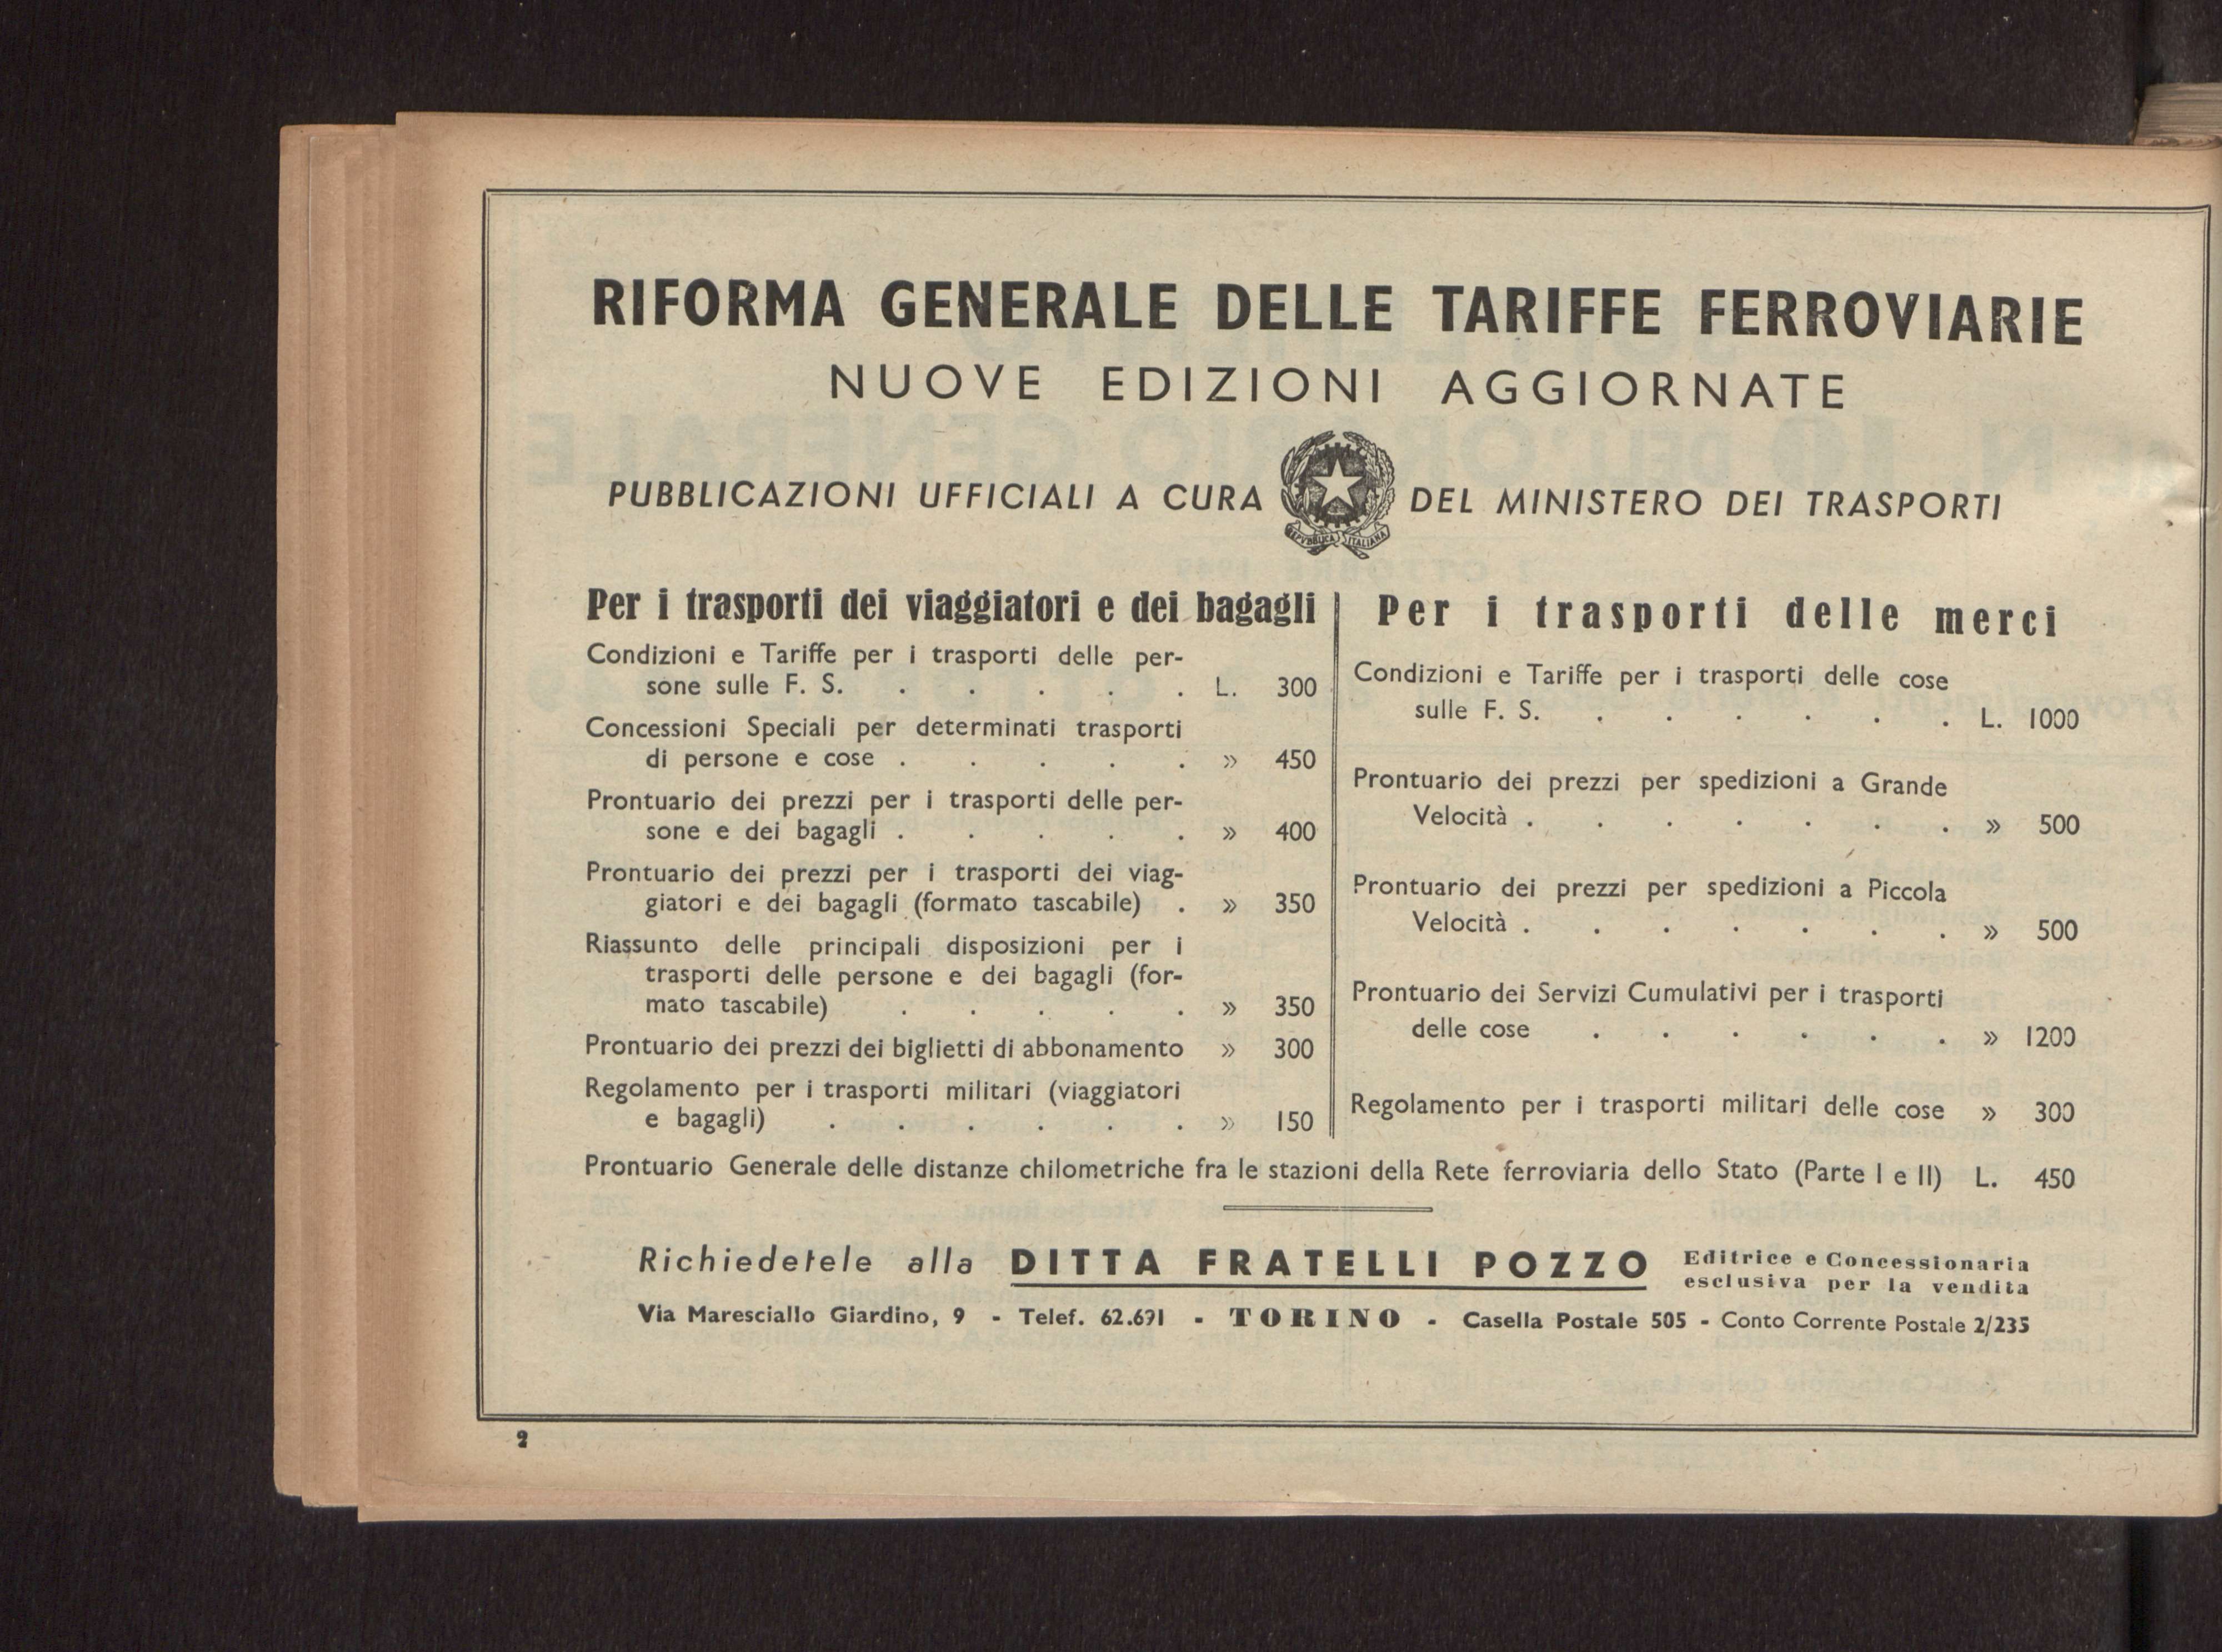 RIFORMA GENERALE DELLE TARIFFE FERROVIARIE
NUOVE EDIZIONI AGGIORNATE
PUBBLICAZIONI UFFICIALI A CURA DEL MINISTERO DEI TRASPORTI
REPVBBLICA ITALIANA
Per i trasporti dei viaggiatori e dei bagagli
Condizioni e Tariffe per i trasporti delle per-
sone sulle F. S. . . . . . L. 300
Concessioni Speciali per determinati trasporti
di persone e cose . . . . . » 450
Prontuario dei prezzi per i trasporti delle per-
sone e dei bagagli . . . . . » 400
Prontuario dei prezzi per i trasporti dei viag-
giatori e dei bagagli (formato tascabile) . » 350
Riassunto delle principali disposizioni per i
trasporti delle persone e dei bagagli (for-
mato tascabile) . . . . . » 350
Prontuario dei prezzi dei biglietti di abbonamento » 300
Regolamento per i trasporti militari (viaggiatori
e bagagli) . . . . . . » 150
Per i trasporti delle merci
Condizioni e Tariffe per i trasporti delle cose
sulle F. S. . . . . . . L. 1000
Prontuario dei prezzi per spedizioni a Grande
Velocità . . . . . . . » 500
Prontuario dei prezzi per spedizioni a Piccola
Velocità . . . . . . . » 500
Prontuario dei Servizi Cumulativi per i trasporti
delle cose . . . . . . » 1200
Regolamento per i trasporti militari delle cose » 300
Prontuario Generale delle distanze chilometriche fra le stazioni della Rete ferroviaria dello Stato (Parte I e II) L. 450
Richiedetele alla DITTA FRATELLI POZZO Editrice e Concessionaria
esclusiva per la vendita
Via Maresciallo Giardino, 9 - Telef. 62.691 - TORINO - Casella Postale 505 - Conto Corrente Postale 2/235
2